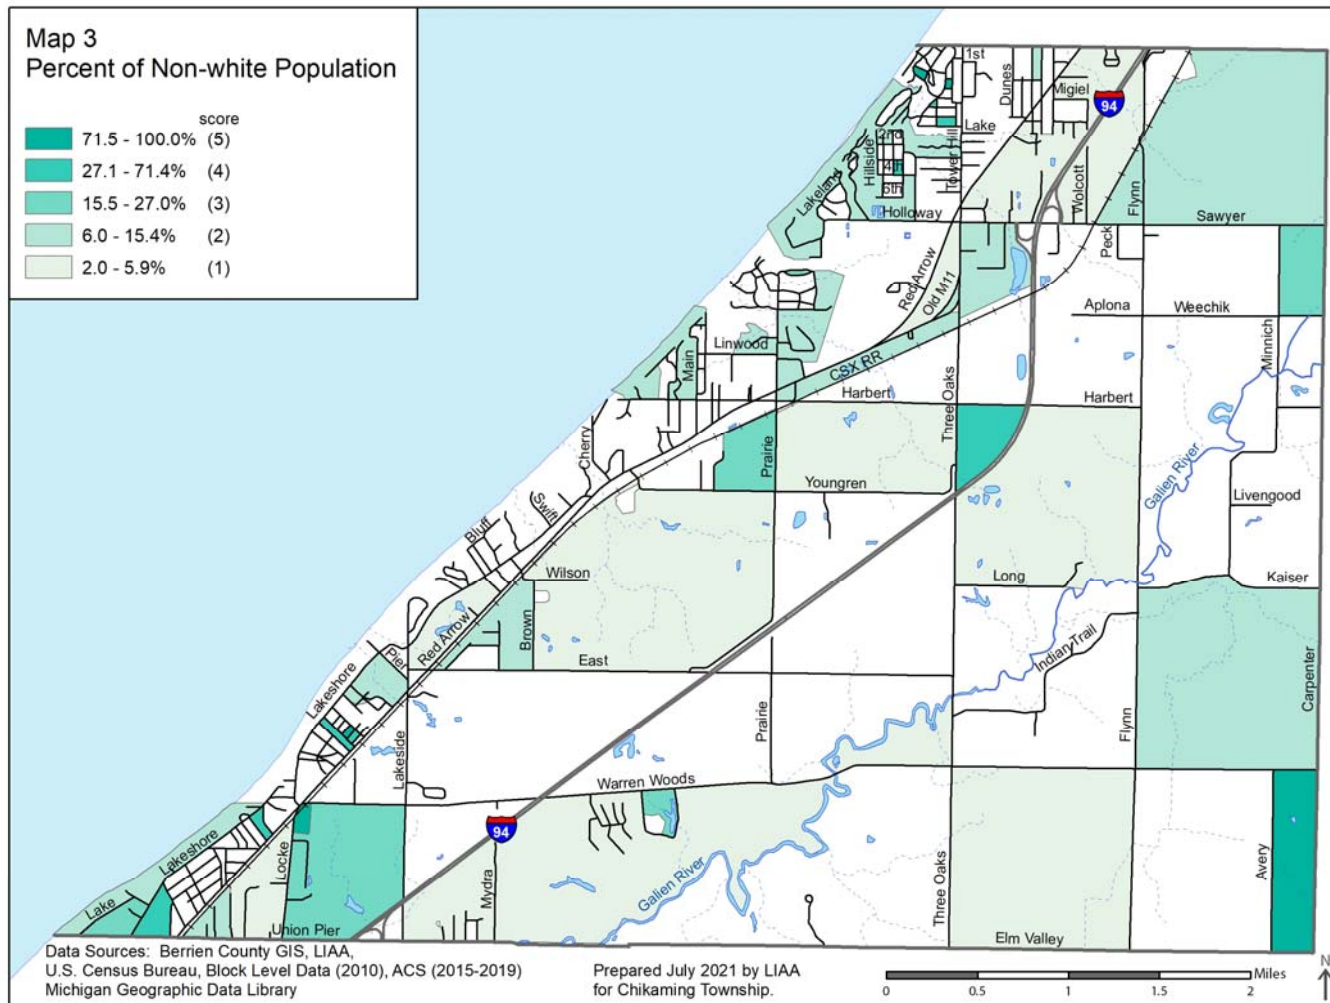 Map 3
Percent of Non-white Population
score
71.5 - 100.0% (5)
27.1 - 71.4% (4)
15.5 - 27.0% (3)
6.0 - 15.4% (2)
2.0 - 5.9% (1)
1st
Dunes
Migiel
94
Lake
2nd
Hillside
4th
5th
Tower Hill
Lakeland
Holloway
Wolcott
Flynn
Sawyer
Peck
Red Arrow
Old M11
Aplona
Weechik
Minnich
Linwood
Main
CSX RR
Harbert
Three Oaks
Harbert
Cherry
Prairie
Youngren
Galien River
Livengood
Swift
Bluff
Wilson
Long
Kaiser
Brown
Red Arrow
Pier
East
Indian Trail
Carpenter
Lakeshore
Prairie
Flynn
Lakeside
Warren Woods
94
Lakeshore
Locke
Mydra
Galien River
Three Oaks
Avery
Lake
Union Pier
Elm Valley
Data Sources: Berrien County GIS, LIAA,
U.S. Census Bureau, Block Level Data (2010), ACS (2015-2019)
Michigan Geographic Data Library
Prepared July 2021 by LIAA
for Chikaming Township.
Miles
0 0.5 1 1.5 2
N